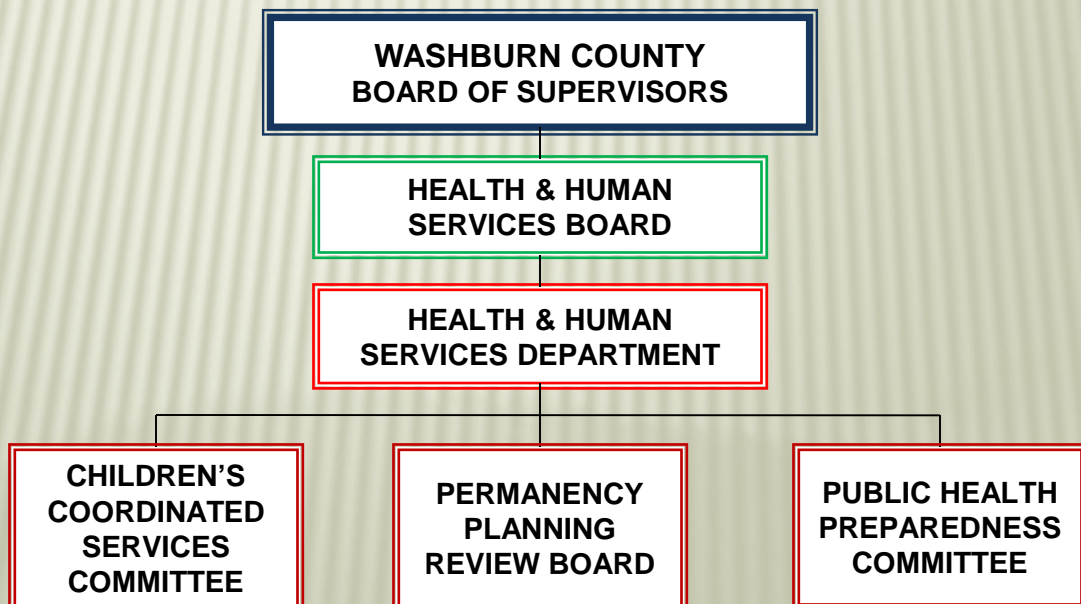 WASHBURN COUNTY
BOARD OF SUPERVISORS
HEALTH & HUMAN
SERVICES BOARD
HEALTH & HUMAN
SERVICES DEPARTMENT
CHILDREN’S
COORDINATED
SERVICES
COMMITTEE
PERMANENCY
PLANNING
REVIEW BOARD
PUBLIC HEALTH
PREPAREDNESS
COMMITTEE